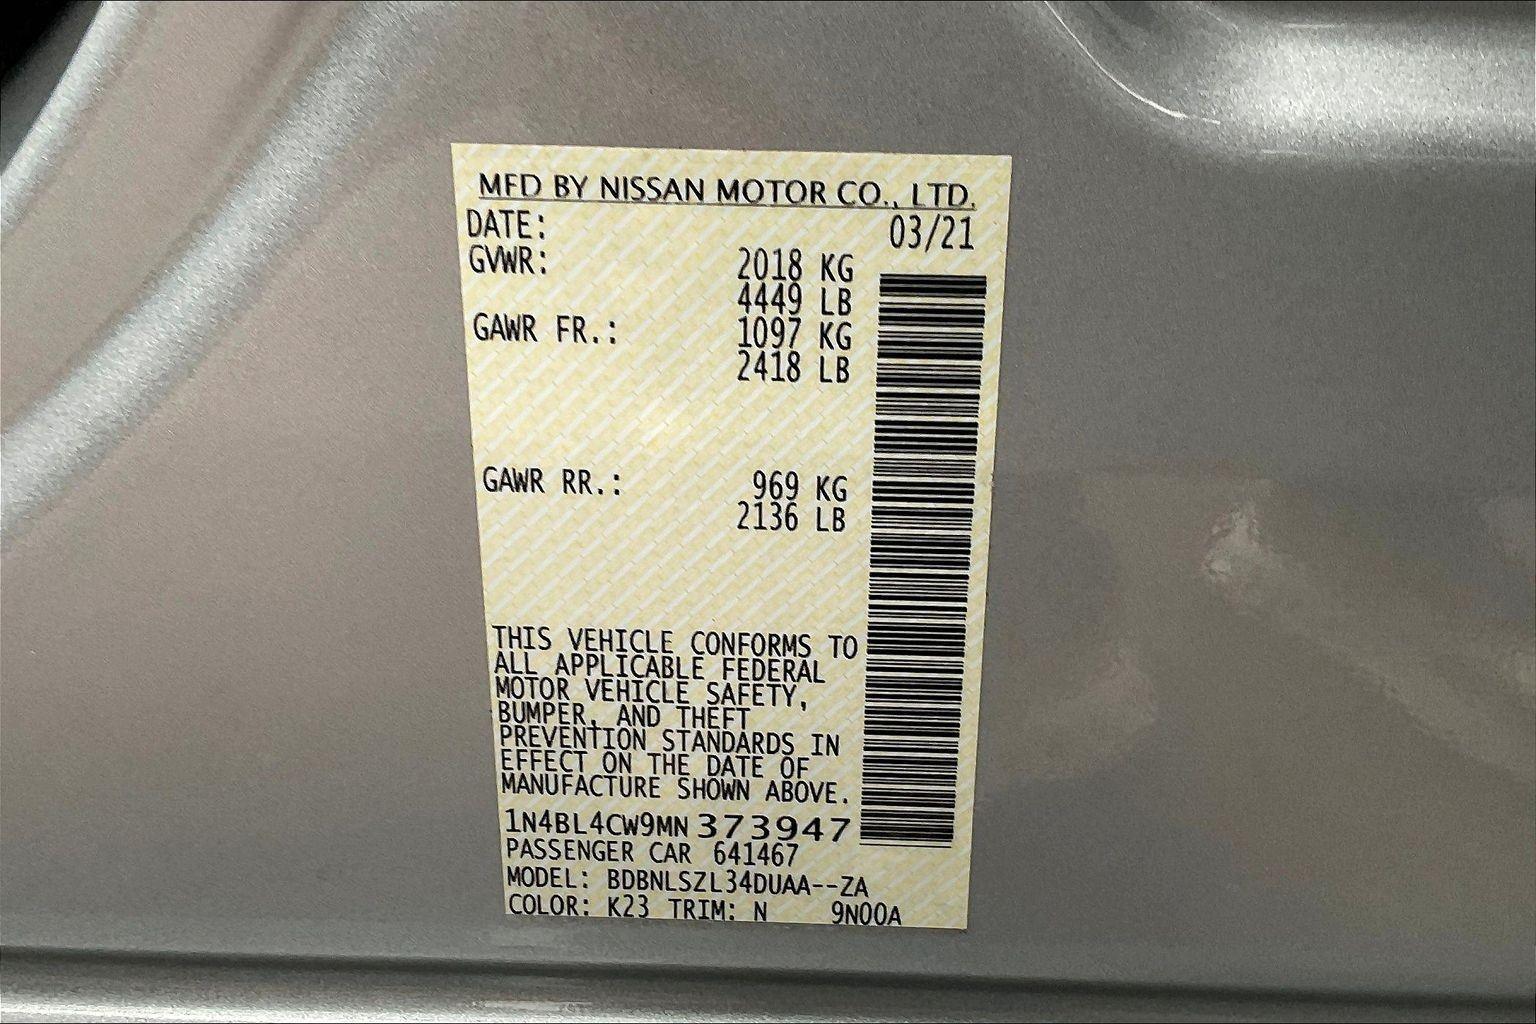 MFD BY NISSAN MOTOR CO., LTD.
DATE: 03/21
GVWR: 2018 KG
4449 LB
GAWR FR.: 1097 KG
2418 LB
GAWR RR.: 969 KG
2136 LB
THIS VEHICLE CONFORMS TO
ALL APPLICABLE FEDERAL
MOTOR VEHICLE SAFETY,
BUMPER, AND THEFT
PREVENTION STANDARDS IN
EFFECT ON THE DATE OF
MANUFACTURE SHOWN ABOVE.
1N4BL4CW9MN373947
PASSENGER CAR 641467
MODEL: BDBNLSZL34DUAA--ZA
COLOR: K23 TRIM: N 9N00A